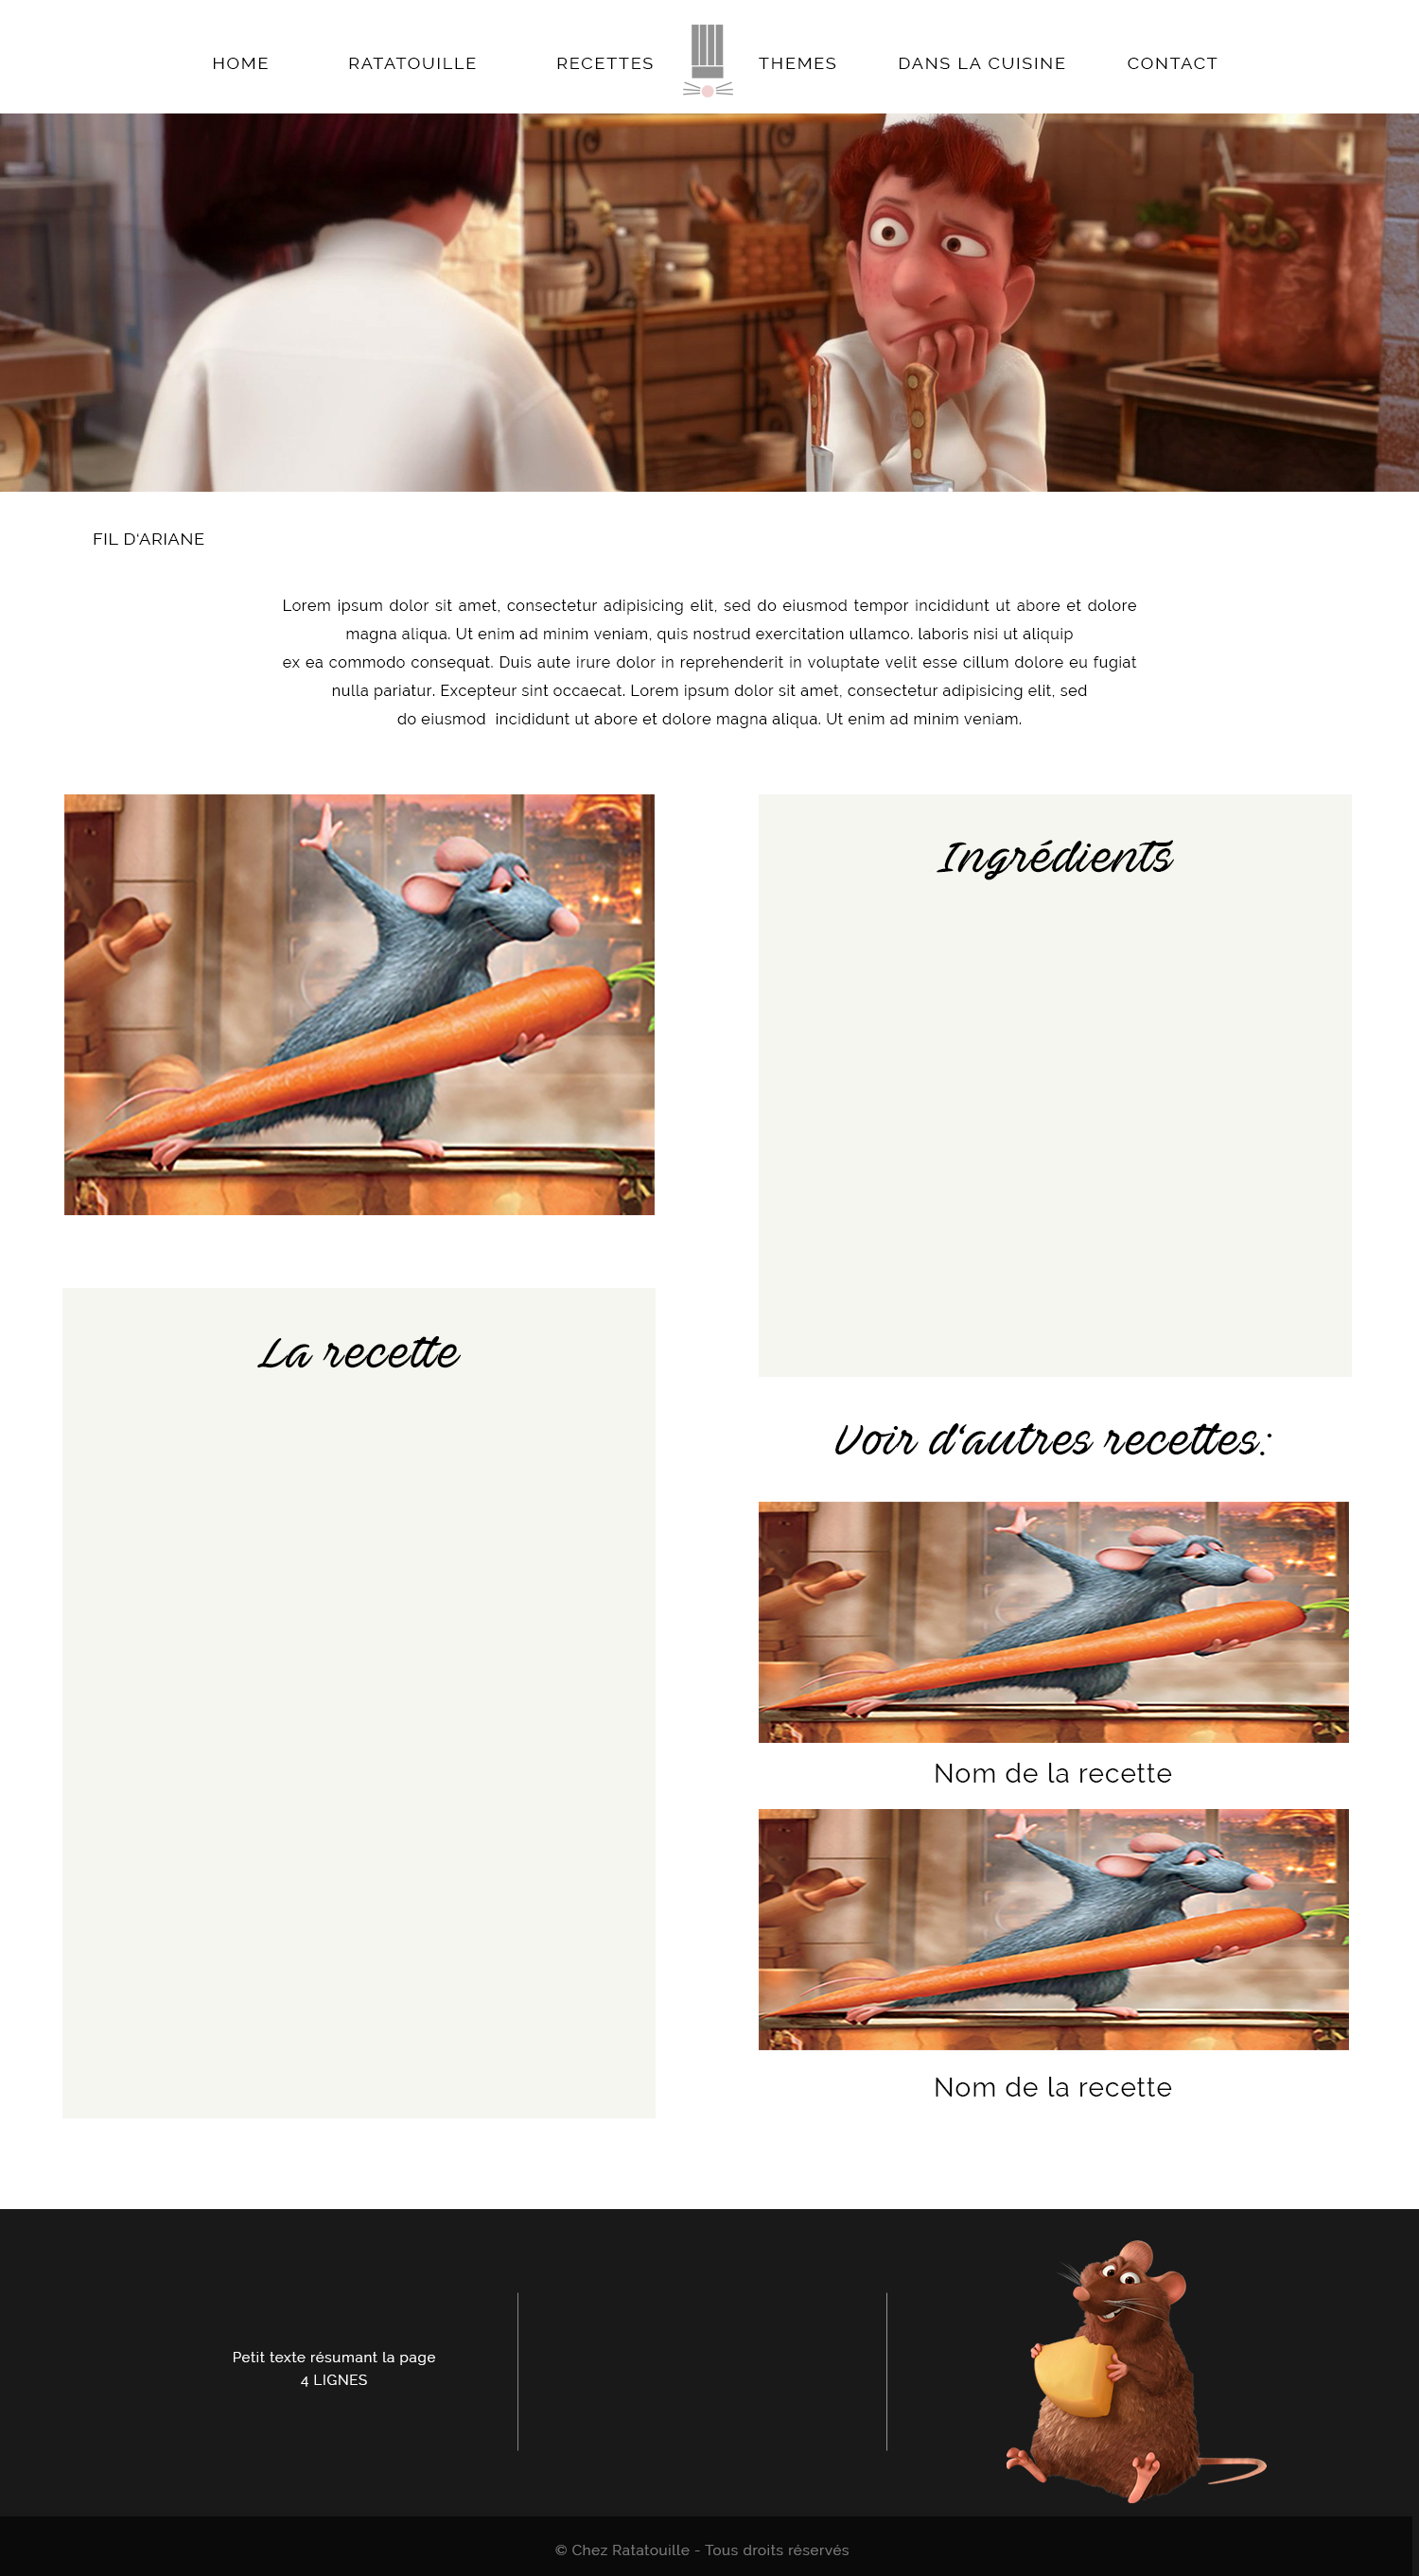 HOME RATATOUILLE RECETTES THEMES DANS LA CUISINE CONTACT
FIL D'ARIANE
Lorem ipsum dolor sit amet, consectetur adipisicing elit, sed do eiusmod tempor incididunt ut abore et dolore
magna aliqua. Ut enim ad minim veniam, quis nostrud exercitation ullamco. laboris nisi ut aliquip
ex ea commodo consequat. Duis aute irure dolor in reprehenderit in voluptate velit esse cillum dolore eu fugiat
nulla pariatur. Excepteur sint occaecat. Lorem ipsum dolor sit amet, consectetur adipisicing elit, sed
do eiusmod  incididunt ut abore et dolore magna aliqua. Ut enim ad minim veniam.
Ingrédients
La recette
Voir d'autres recettes:
Nom de la recette
Nom de la recette
Petit texte résumant la page
4 LIGNES
© Chez Ratatouille - Tous droits réservés